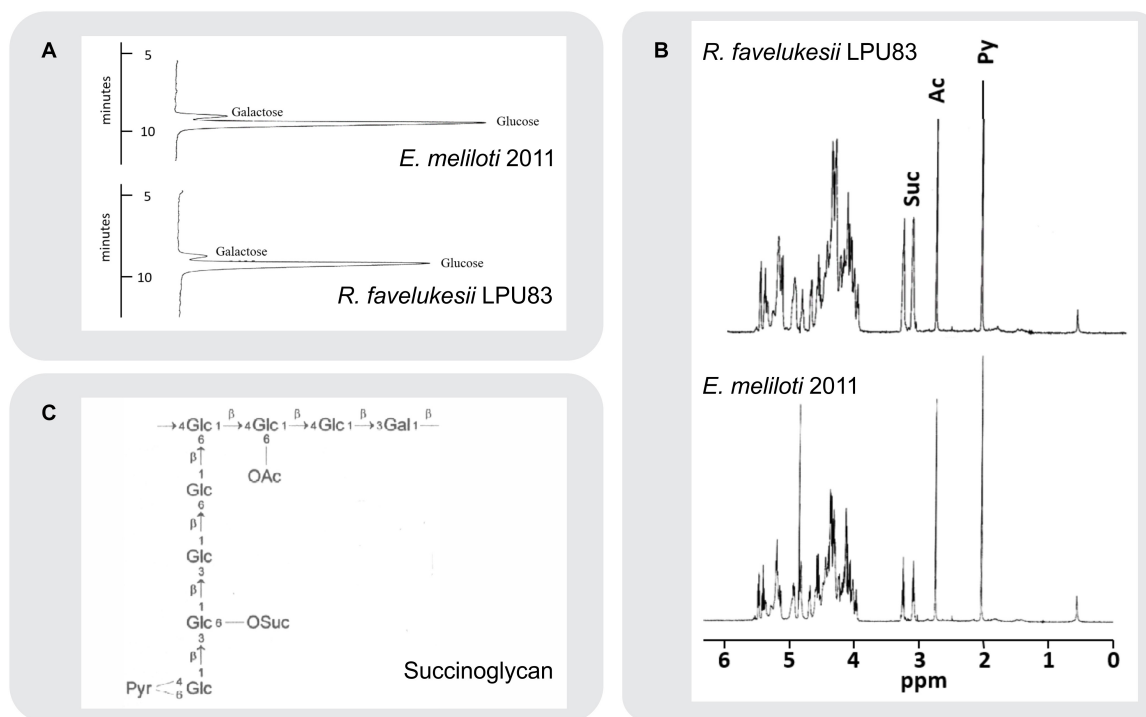 A
5
minutes
Galactose
Glucose
10
E. meliloti 2011
5
minutes
Galactose
Glucose
10
R. favelukesii LPU83
B
R. favelukesii LPU83
Py
Ac
Suc
E. meliloti 2011
6 5 4 3 2 1 0
ppm
C
β β β β
→4Glc 1→4Glc 1→4Glc 1→3Gal 1—
6 6
β↑ OAc
1
Glc
6
β↑
1
Glc
3
β↑
1
Glc 6—OSuc
3
β↑
1
Pyr 4 Glc
6
Succinoglycan